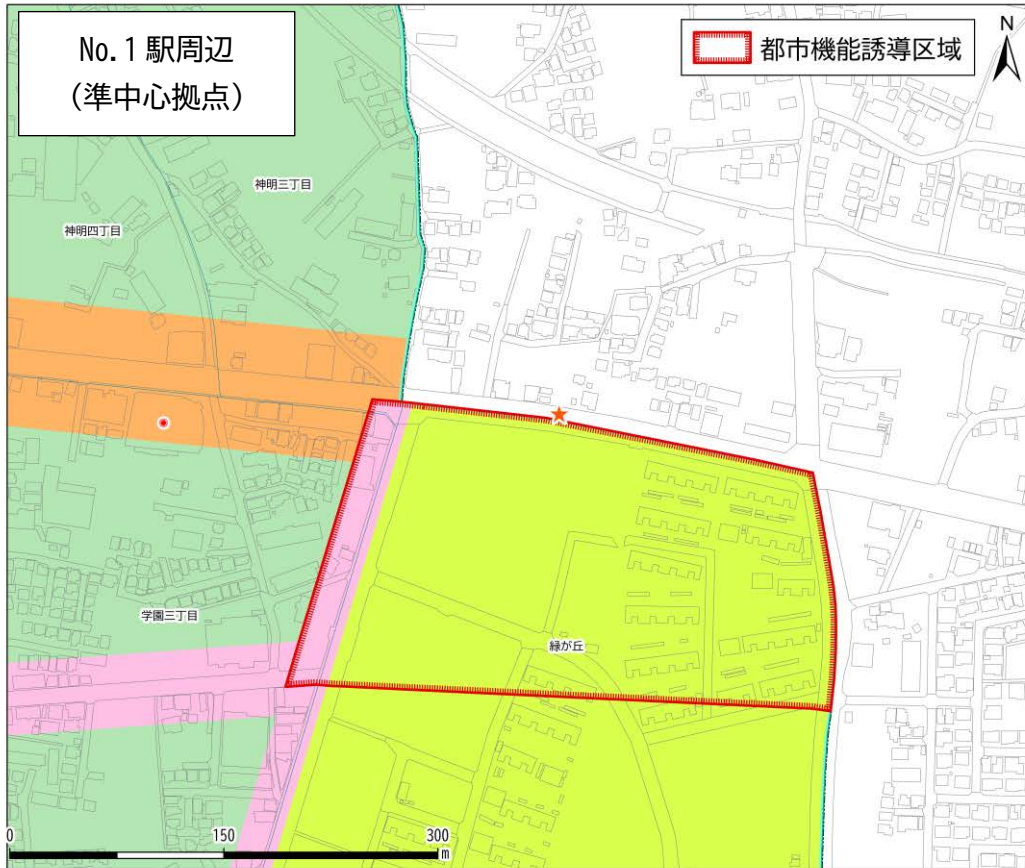 No.1 駅周辺
（準中心拠点）
都市機能誘導区域
N
神明三丁目
神明四丁目
学園三丁目
緑が丘
0 150 300
m